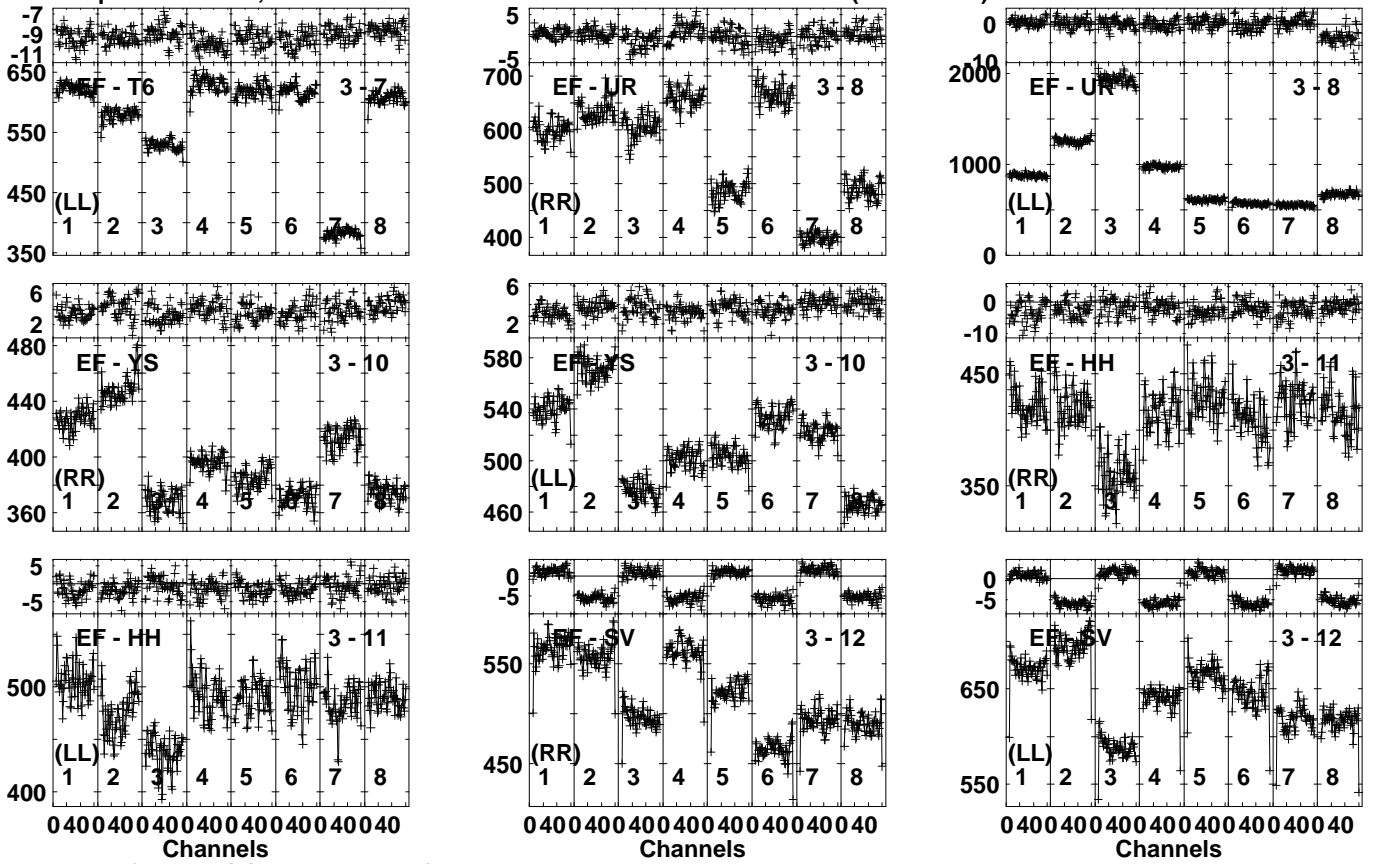 -7
-9
-11
650
550
450
350
EF - T6
3 - 7
(LL)
1 2 3 4 5 6 7 8
5
-5
700
600
500
400
EF - UR
3 - 8
(RR)
1 2 3 4 5 6 7 8
0
-10
2000
1000
0
EF - UR
3 - 8
(LL)
1 2 3 4 5 6 7 8
6
2
480
440
400
360
EF - YS
3 - 10
(RR)
1 2 3 4 5 6 7 8
6
2
580
540
500
460
EF - YS
3 - 10
(LL)
1 2 3 4 5 6 7 8
0
-10
450
350
EF - HH
3 - 11
(RR)
1 2 3 4 5 6 7 8
5
-5
500
400
EF - HH
3 - 11
(LL)
1 2 3 4 5 6 7 8
0 40 0 40 0 40 0 40 0 40 0 40 0 40 0 40
Channels
0
-5
550
450
EF - SV
3 - 12
(RR)
1 2 3 4 5 6 7 8
0 40 0 40 0 40 0 40 0 40 0 40 0 40 0 40
Channels
0
-5
650
550
EF - SV
3 - 12
(LL)
1 2 3 4 5 6 7 8
0 40 0 40 0 40 0 40 0 40 0 40 0 40 0 40
Channels